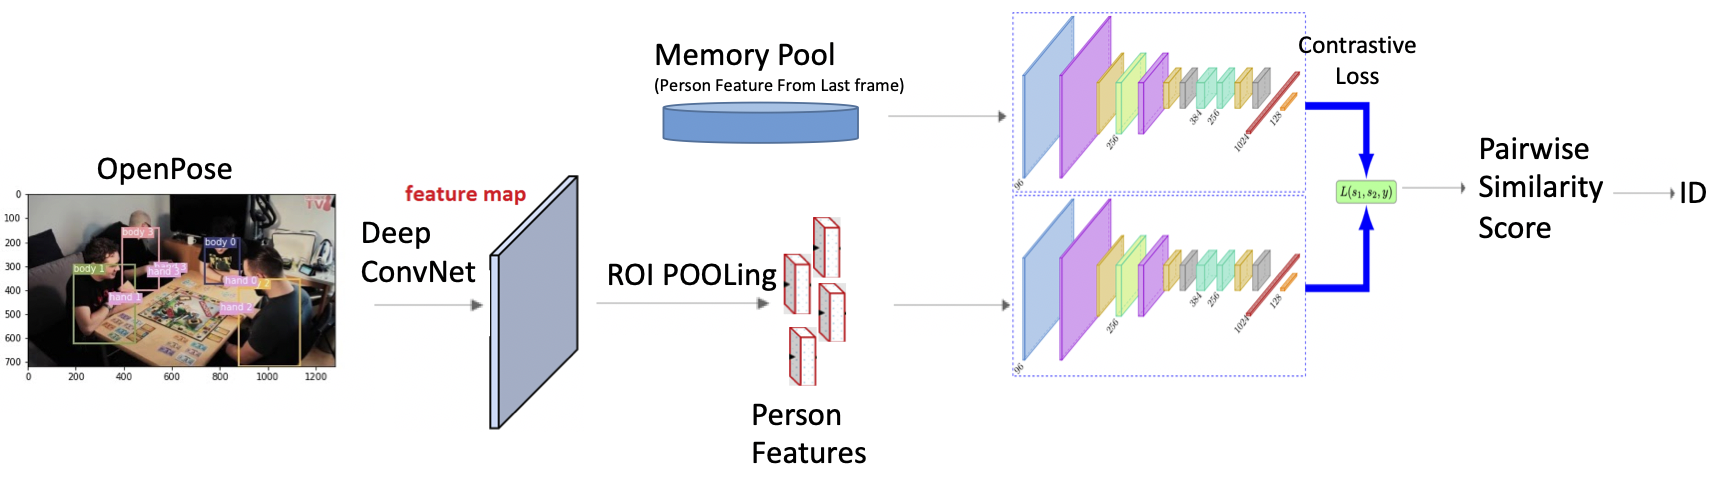 OpenPose
0
100
200
300
400
500
600
700
0
200
400
600
800
1000
1200
TV
body 3
body 0
body 1
hand 3
hand 0
hand 1
hand 2
Deep
ConvNet
feature map
ROI POOLing
Memory Pool
(Person Feature From Last frame)
Person
Features
96
256
384
256
1024
128
96
256
384
256
1024
128
Contrastive
Loss
L(s₁, s₂, y)
Pairwise
Similarity
Score
ID